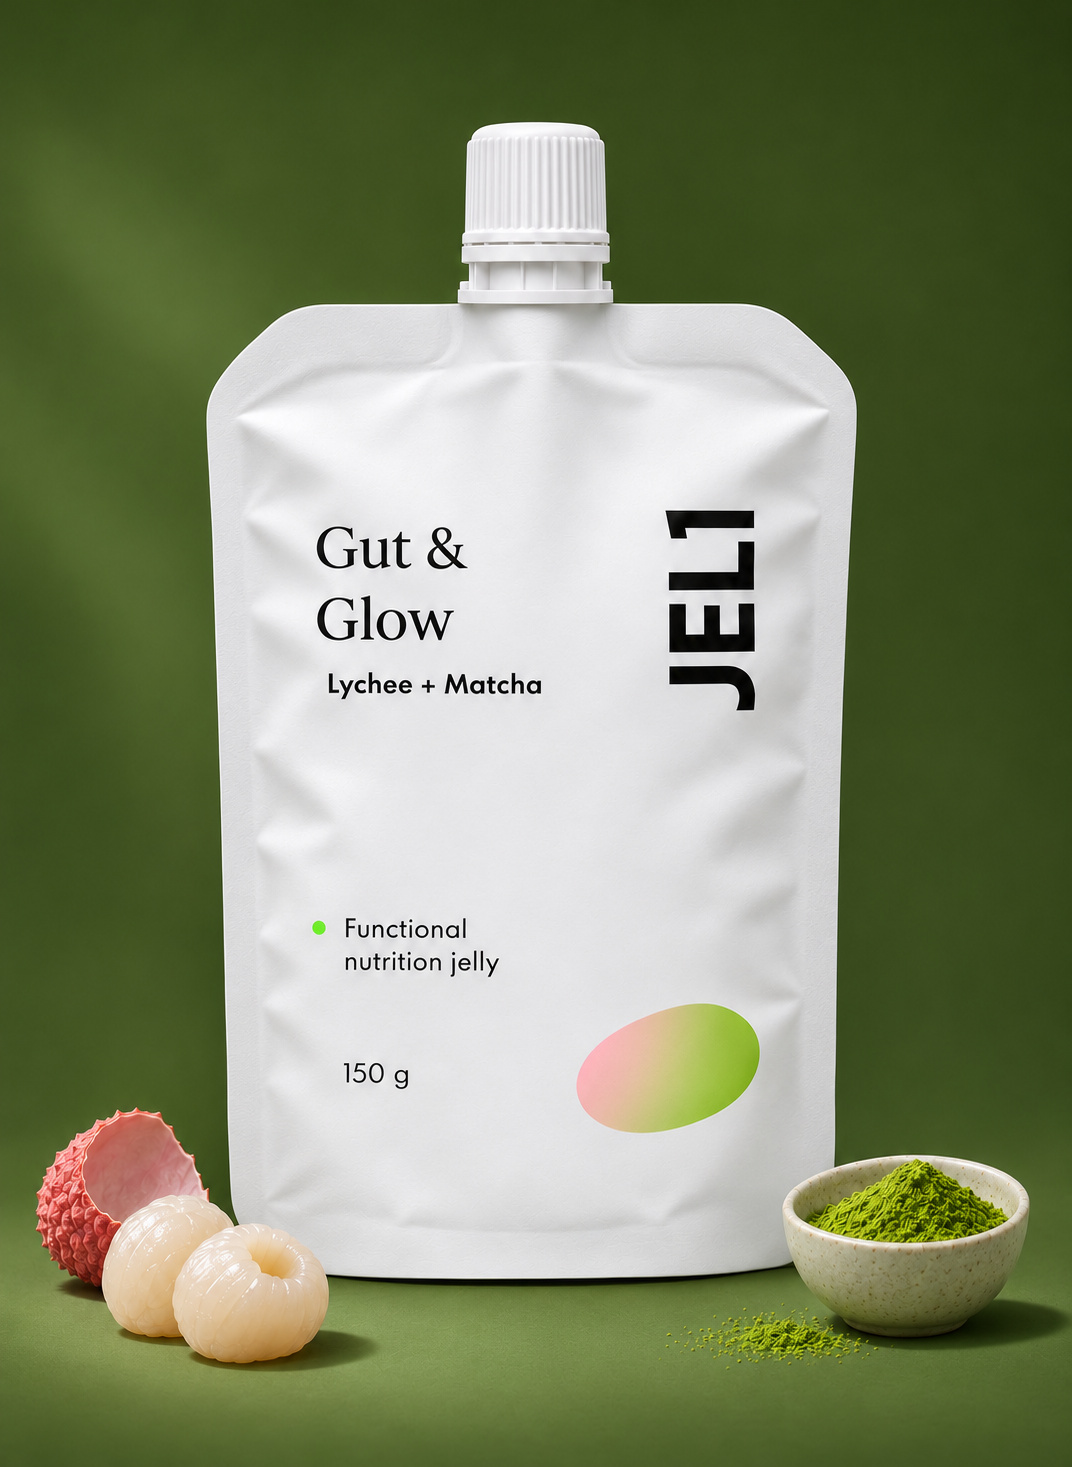 Gut &
Glow
Lychee + Matcha
JEL1
Functional
nutrition jelly
150 g